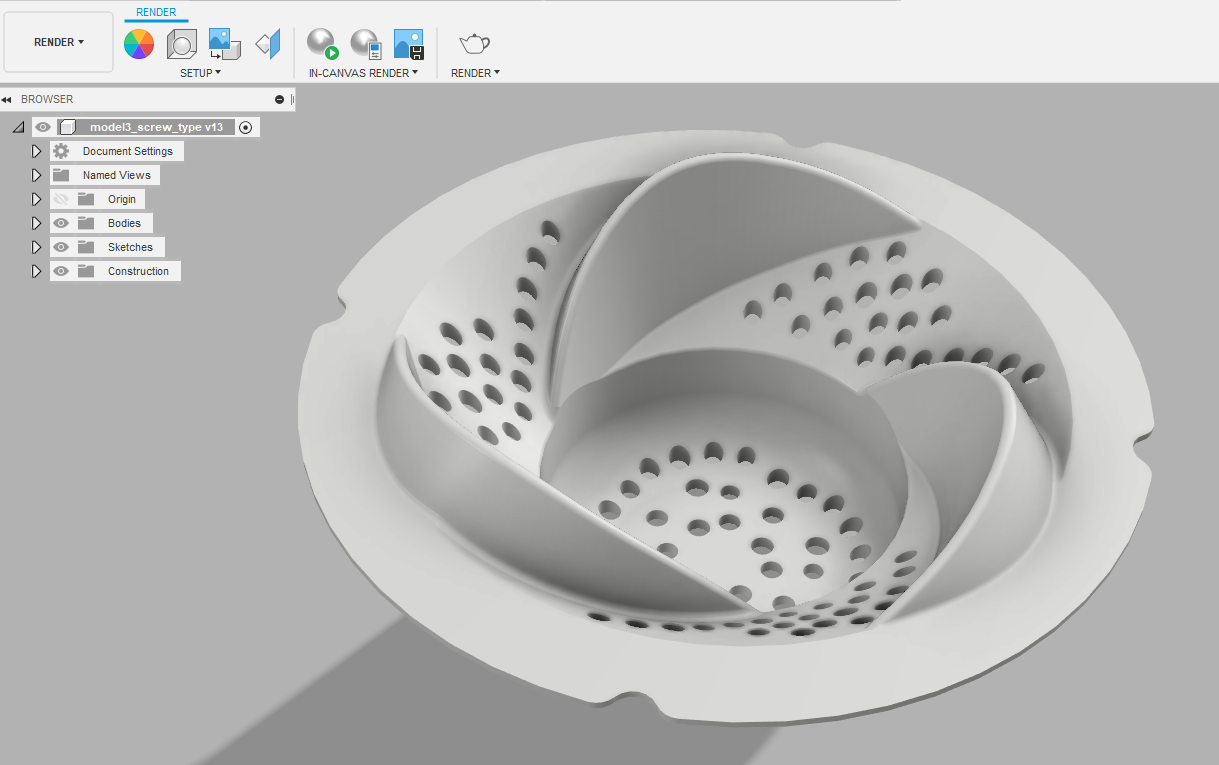 RENDER
RENDER
SETUP
IN-CANVAS RENDER
RENDER
BROWSER
model3_screw_type v13
Document Settings
Named Views
Origin
Bodies
Sketches
Construction